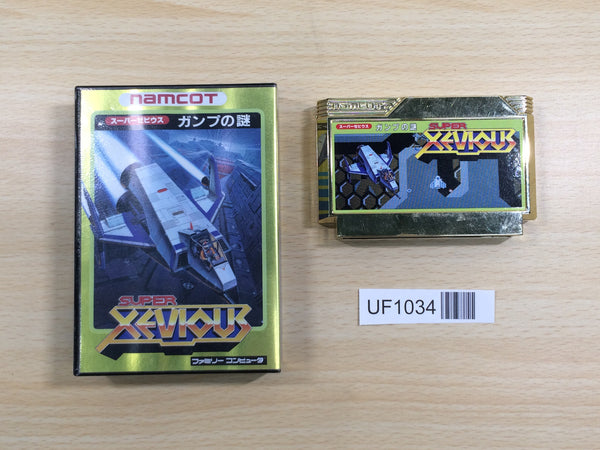 namcot
スーパーゼビウス ガンプの謎
SUPER
XEVIOUS
ファミリー コンピュータ
namcot
スーパーゼビウス ガンプの謎
SUPER
XEVIOUS
UF1034